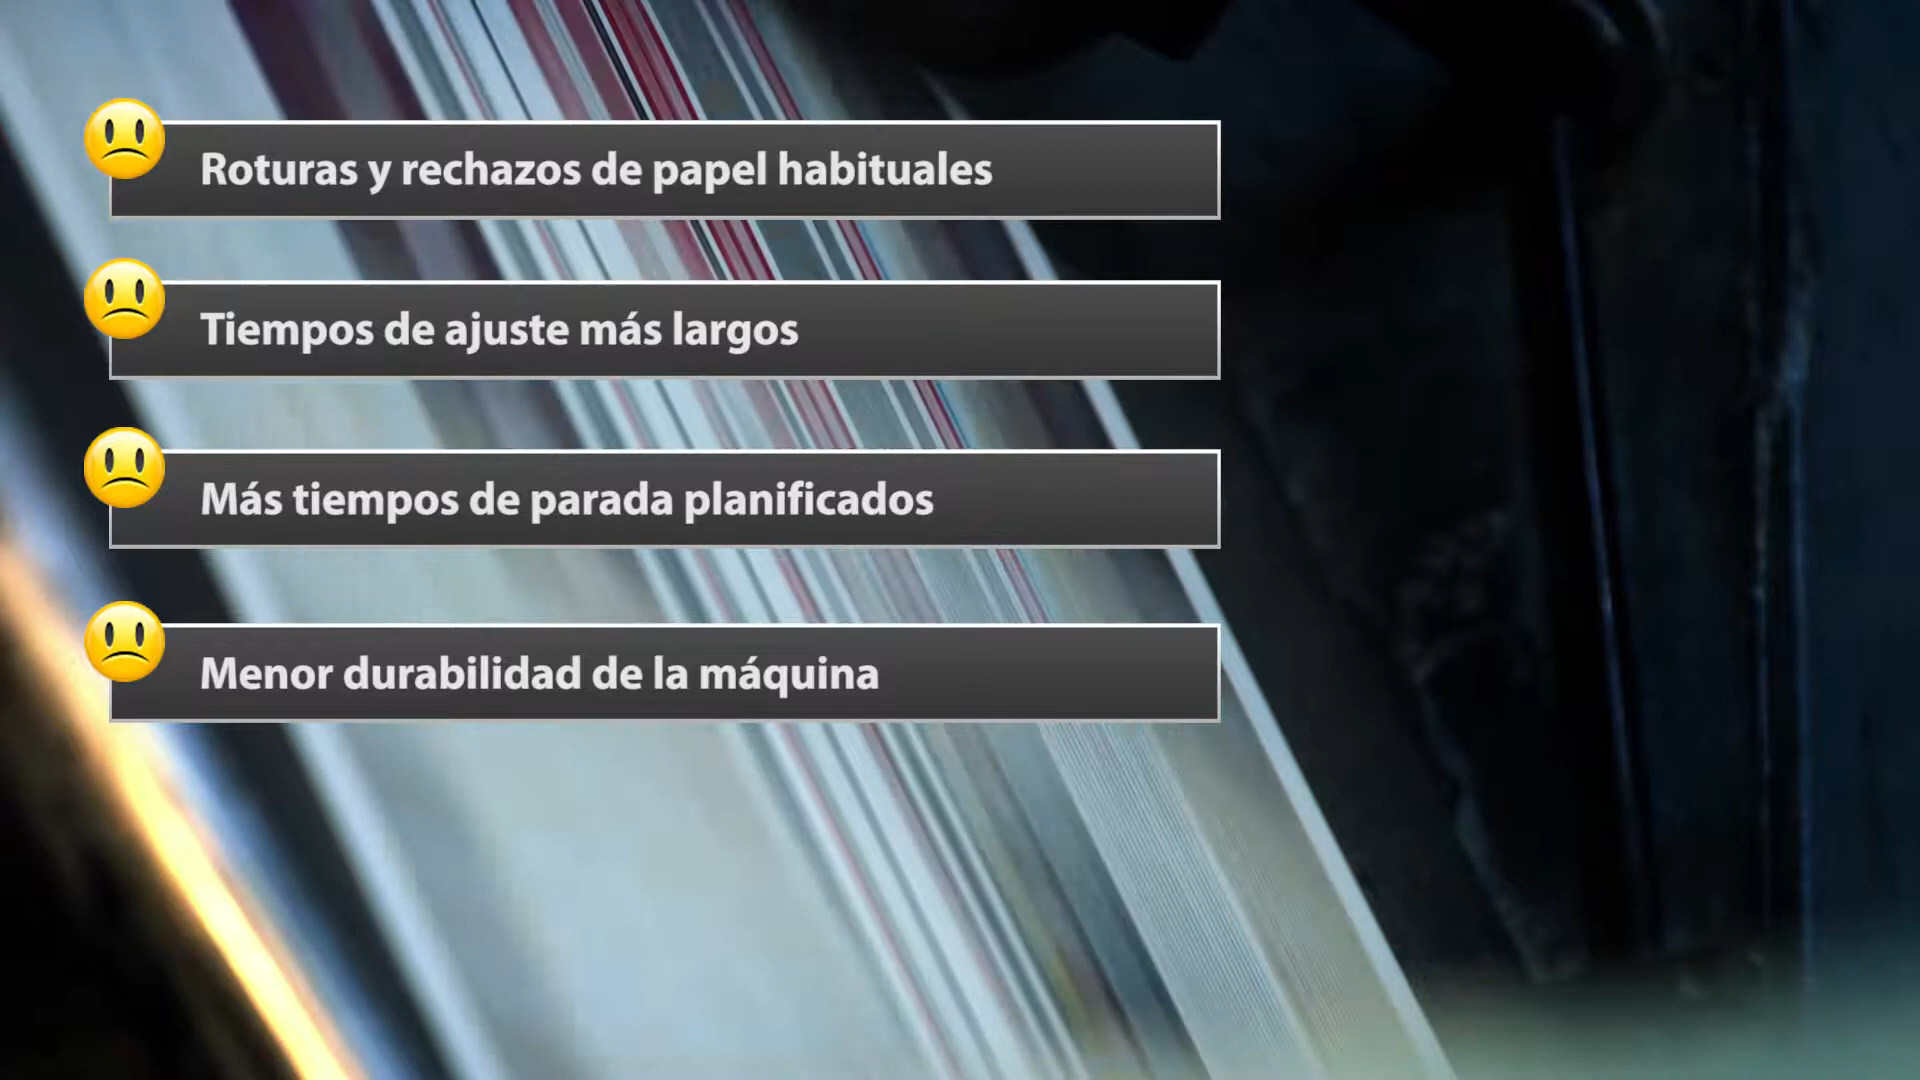 Roturas y rechazos de papel habituales
Tiempos de ajuste más largos
Más tiempos de parada planificados
Menor durabilidad de la máquina